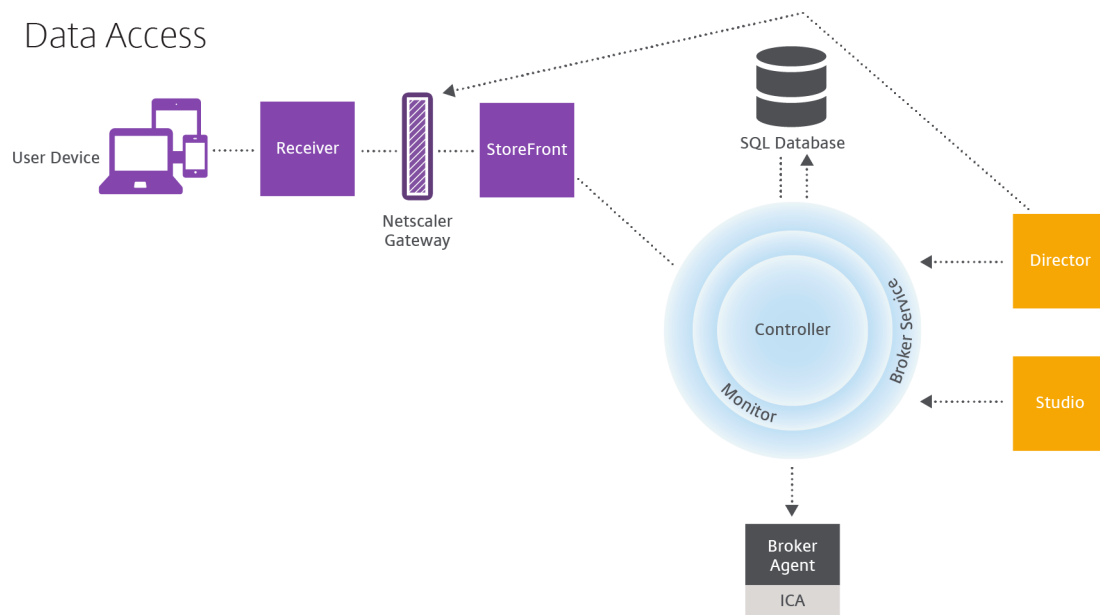 Data Access
User Device
Receiver
Netscaler
Gateway
StoreFront
SQL Database
Director
Broker Service
Controller
Monitor
Studio
Broker
Agent
ICA